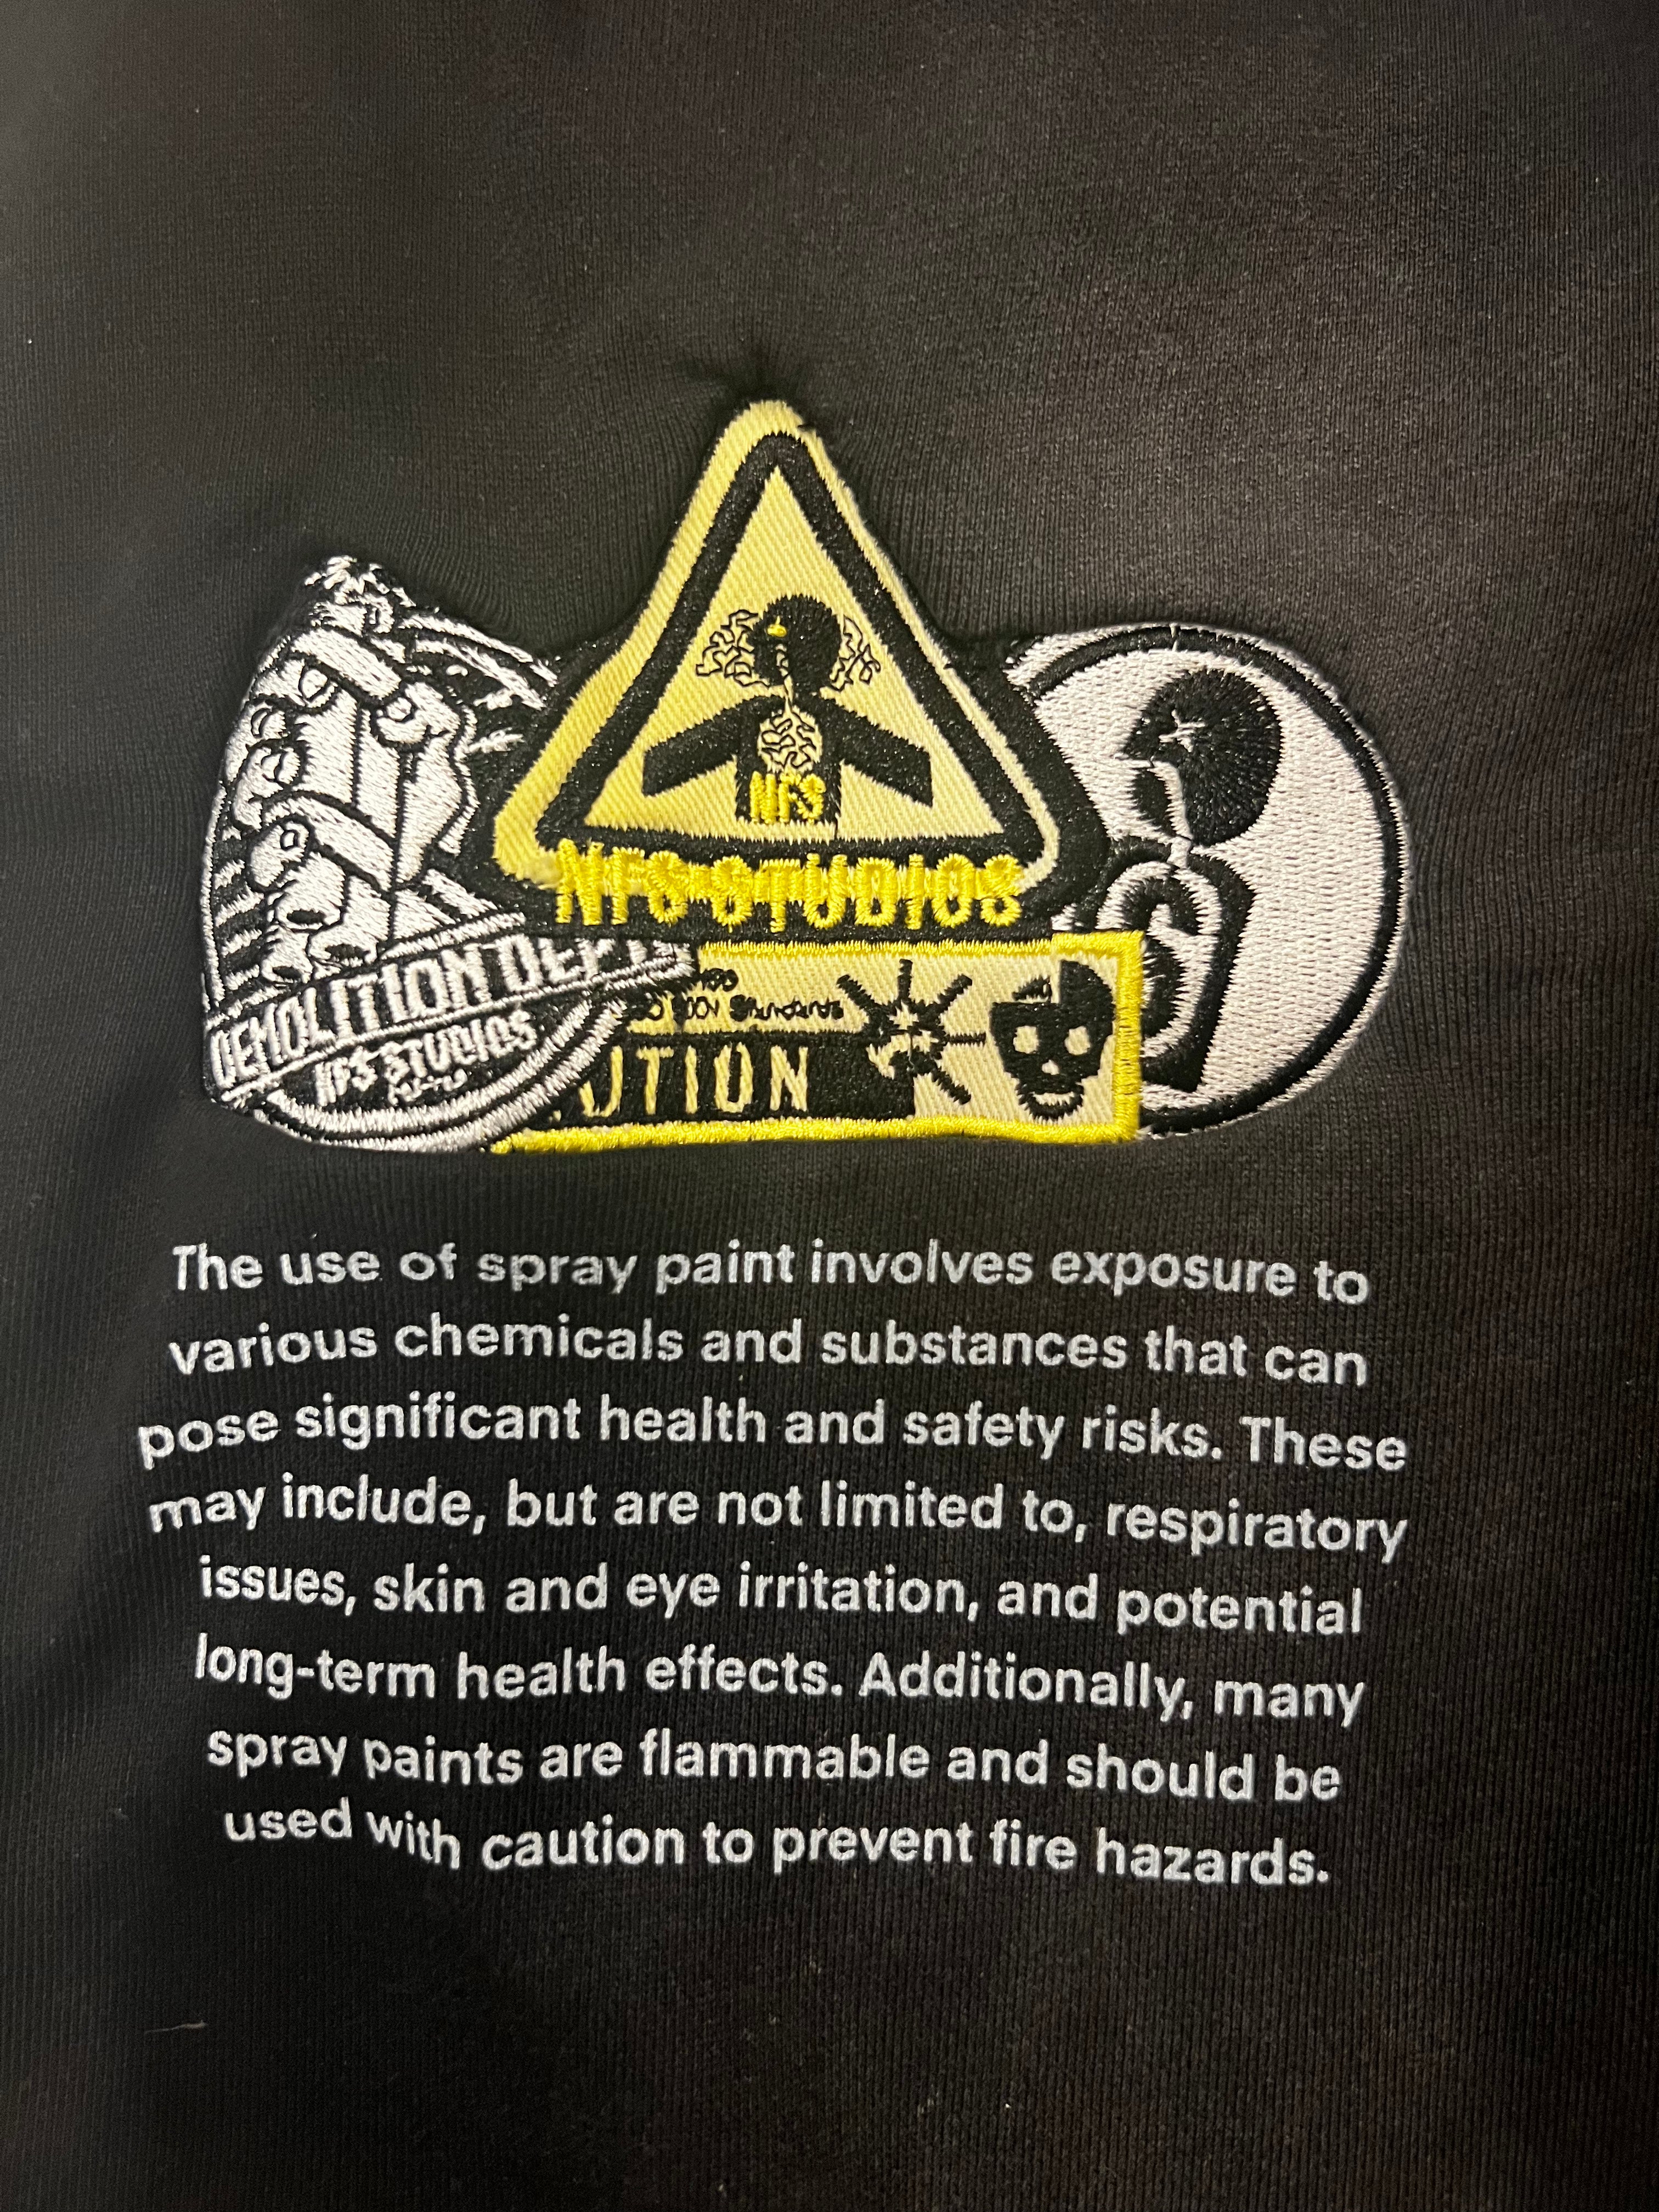 NFS
NFS STUDIOS
DEMOLITION DEPT.
NFS STUDIOS
UTION
The use of spray paint involves exposure to
various chemicals and substances that can
pose significant health and safety risks. These
may include, but are not limited to, respiratory
issues, skin and eye irritation, and potential
long-term health effects. Additionally, many
spray paints are flammable and should be
used with caution to prevent fire hazards.